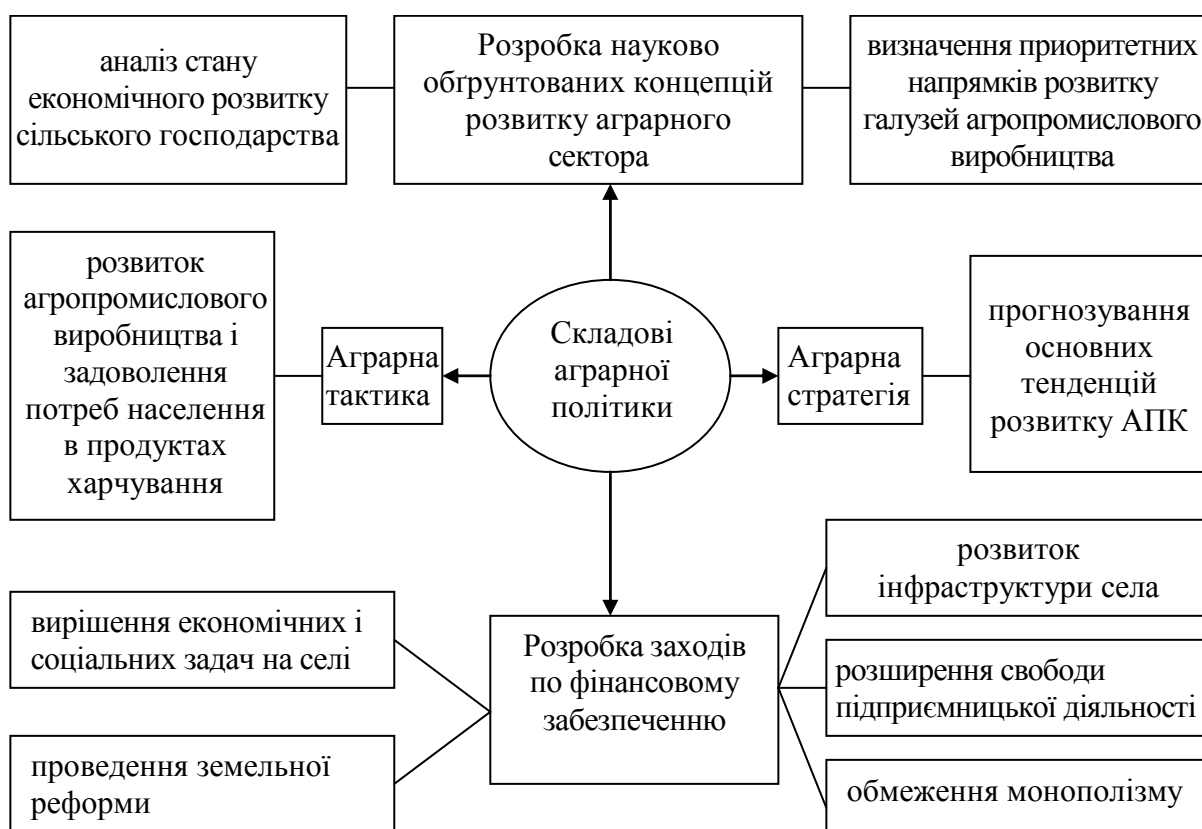 аналіз стану
економічного розвитку
сільського господарства
Розробка науково
обґрунтованих концепцій
розвитку аграрного
сектора
визначення приоритетних
напрямків розвитку
галузей агропромислового
виробництва
розвиток
агропромислового
виробництва і
задоволення
потреб населення
в продуктах
харчування
Аграрна
тактика
Складові
аграрної
політики
Аграрна
стратегія
прогнозування
основних
тенденцій
розвитку АПК
вирішення економічних і
соціальних задач на селі
проведення земельної
реформи
Розробка заходів
по фінансовому
забезпеченню
розвиток
інфраструктури села
розширення свободи
підприємницької діяльності
обмеження монополізму